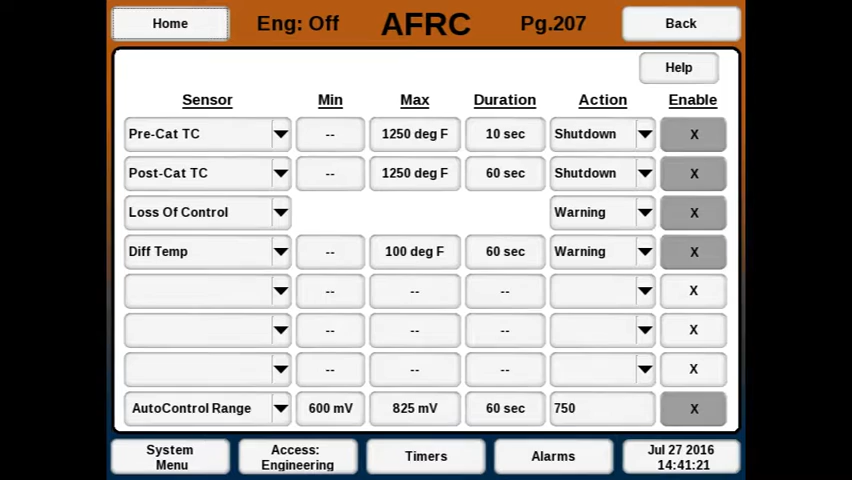 Home Eng: Off AFRC Pg.207 Back
Help
Sensor Min Max Duration Action Enable
Pre-Cat TC -- 1250 deg F 10 sec Shutdown X
Post-Cat TC -- 1250 deg F 60 sec Shutdown X
Loss Of Control Warning X
Diff Temp -- 100 deg F 60 sec Warning X
-- -- -- X
-- -- -- X
-- -- -- X
AutoControl Range 600 mV 825 mV 60 sec 750 X
System Menu Access: Engineering Timers Alarms Jul 27 2016 14:41:21